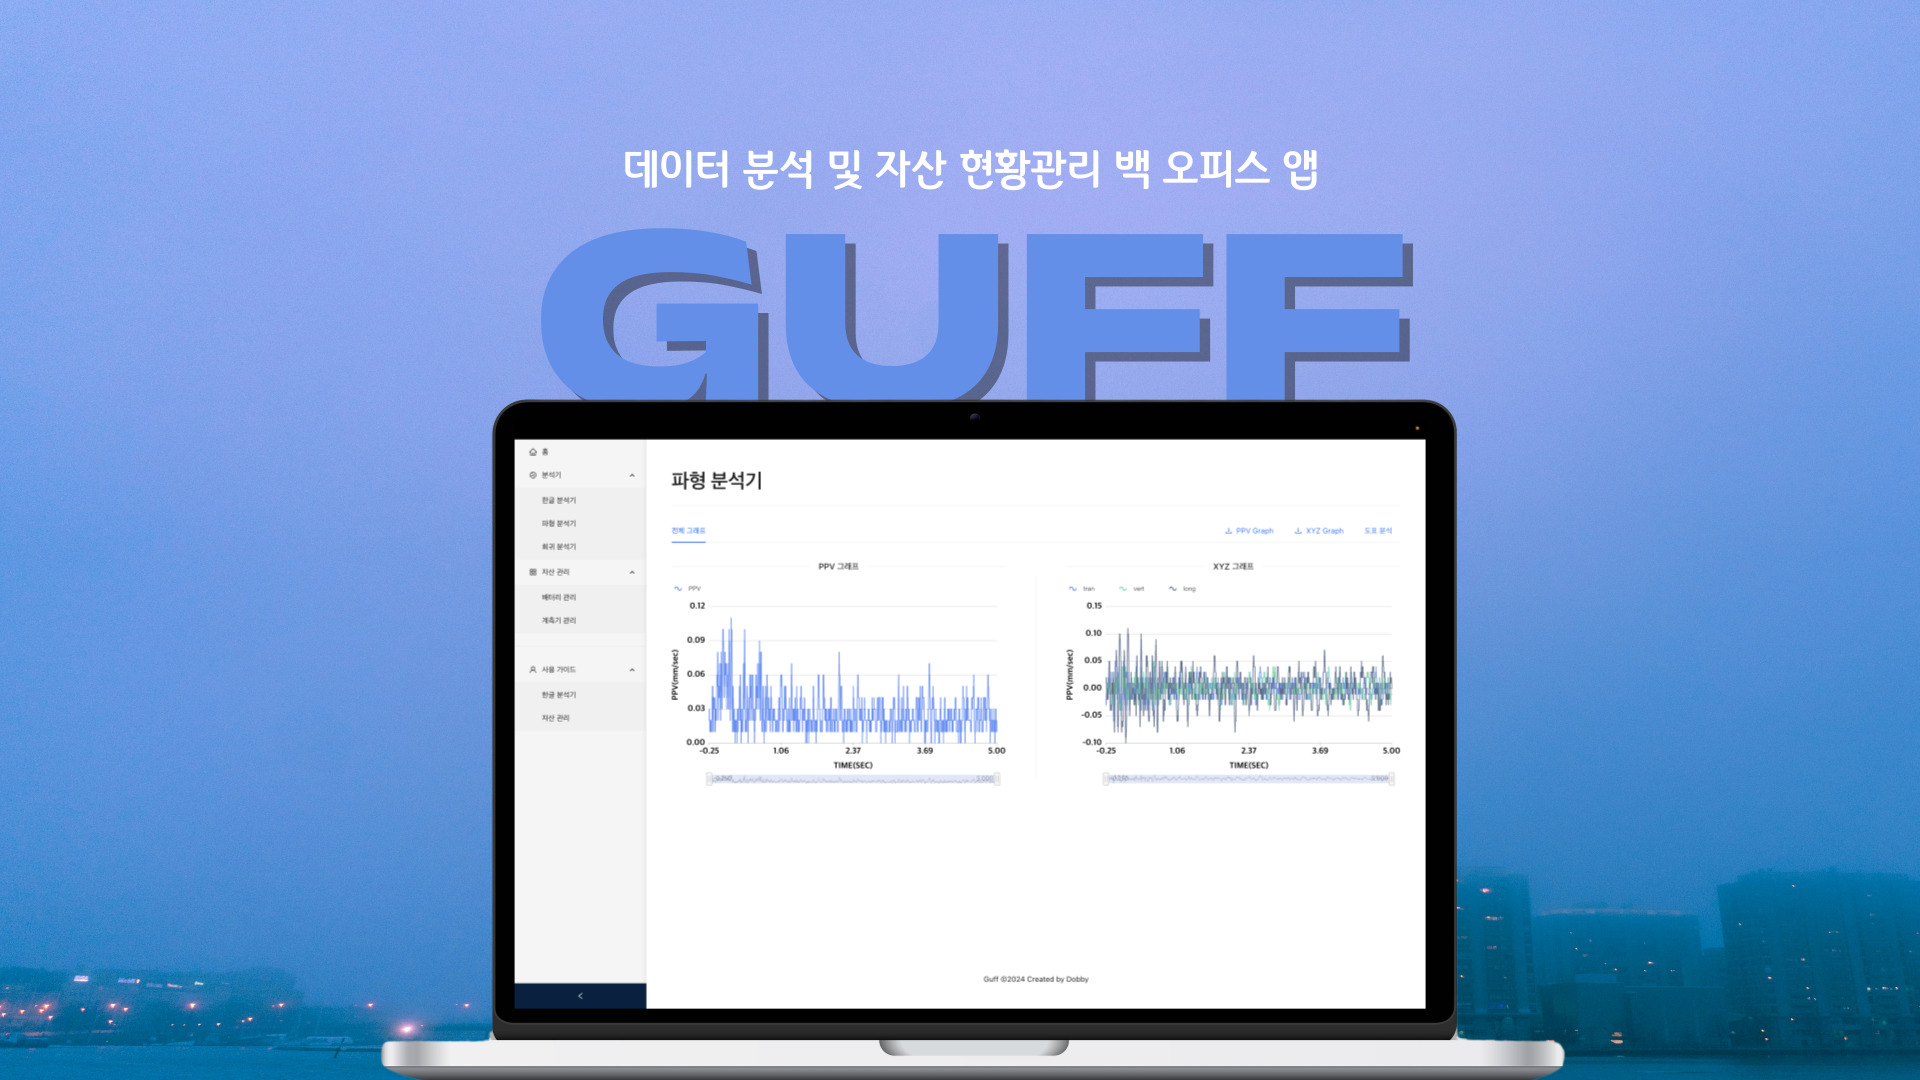 데이터 분석 및 자산 현황관리 백 오피스 앱
GUFF
홈
분석기
한글 분석기
파형 분석기
회귀 분석기
자산 관리
배터리 관리
계측기 관리
사용 가이드
한글 분석기
자산 관리
파형 분석기
전체 그래프
PPV Graph XYZ Graph 도표 분석
PPV 그래프
PPV
0.12
0.09
0.06
0.03
0.00
PPV(mm/sec)
-0.25 1.06 2.37 3.69 5.00
TIME(SEC)
XYZ 그래프
tran vert long
0.15
0.10
0.05
0.00
-0.05
-0.10
PPV(mm/sec)
-0.25 1.06 2.37 3.69 5.00
TIME(SEC)
Guff ©2024 Created by Dobby